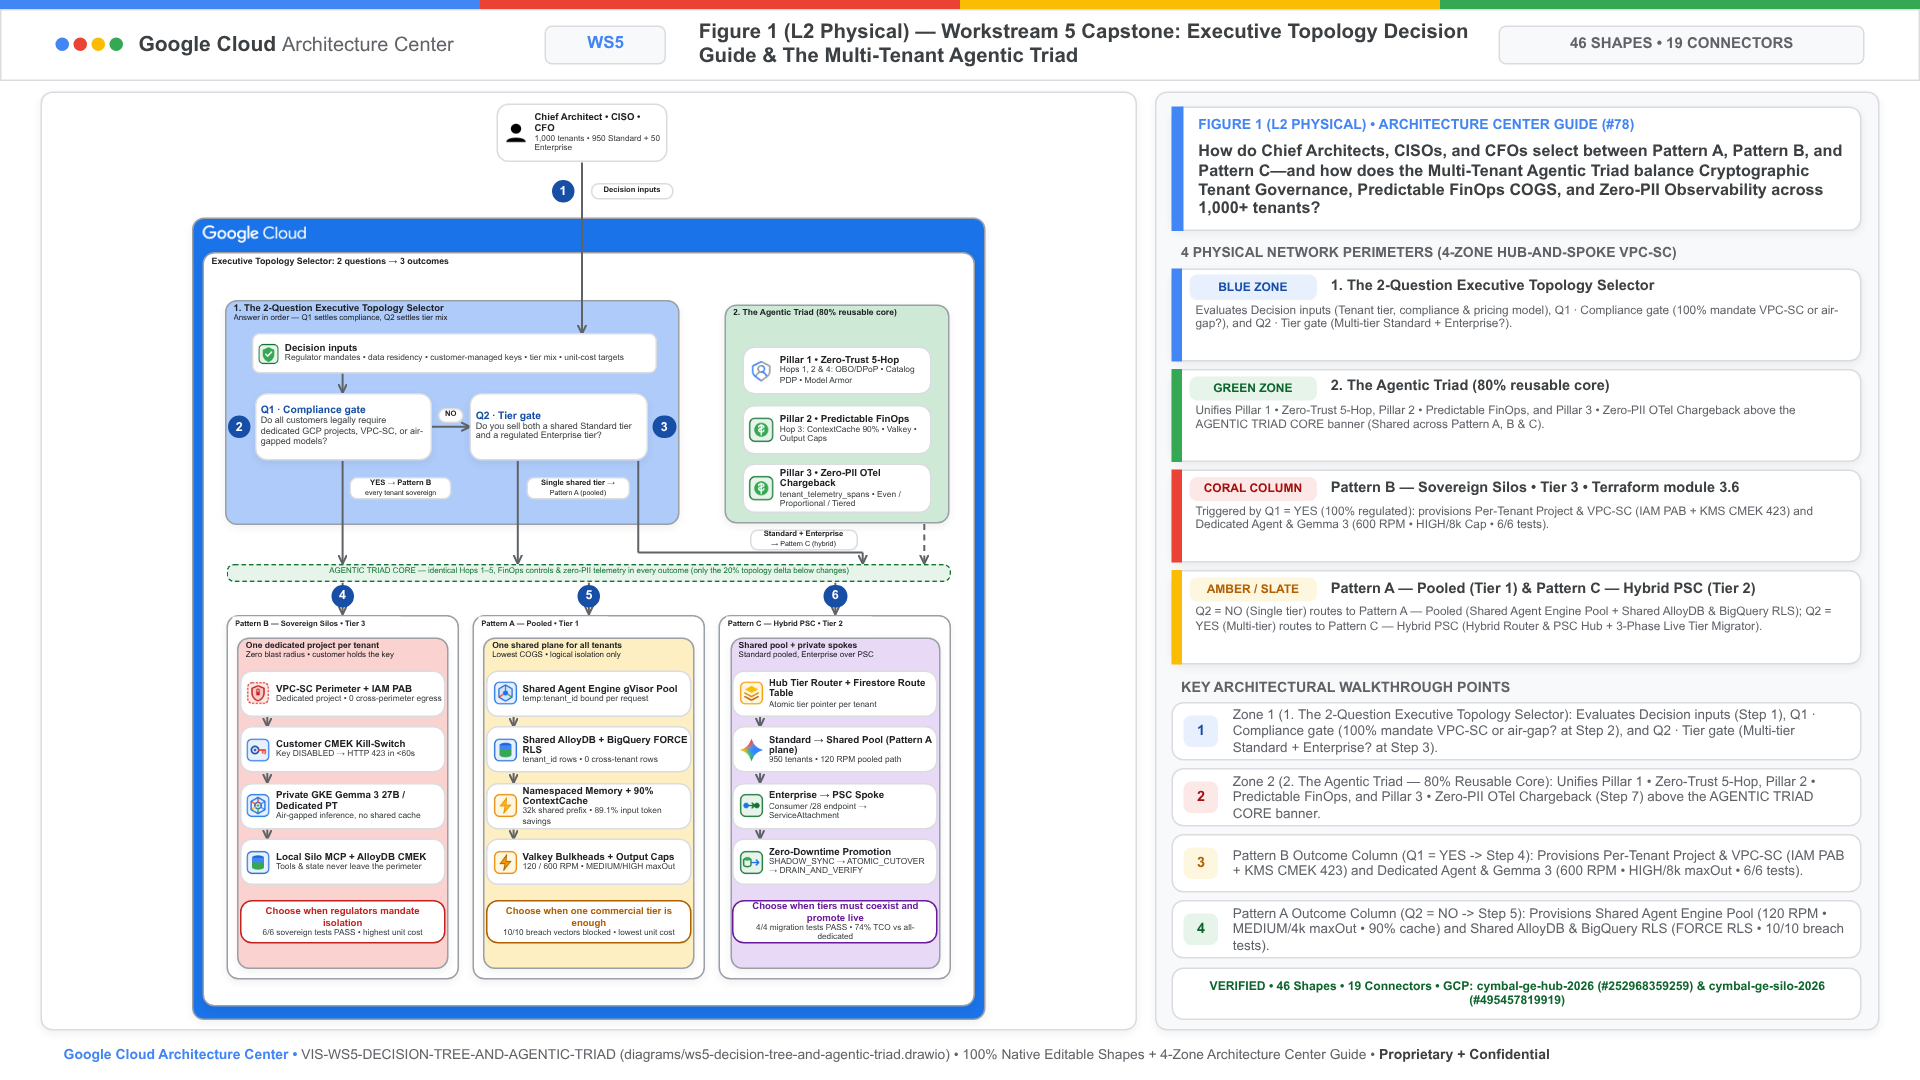 Google Cloud Architecture Center
WS5
Figure 1 (L2 Physical) — Workstream 5 Capstone: Executive Topology Decision
Guide & The Multi-Tenant Agentic Triad
46 SHAPES • 19 CONNECTORS
Chief Architect • CISO •
CFO
1,000 tenants • 950 Standard + 50
Enterprise
1
Decision inputs
Google Cloud
Executive Topology Selector: 2 questions → 3 outcomes
1. The 2-Question Executive Topology Selector
Answer in order — Q1 settles compliance, Q2 settles tier mix
Decision inputs
Regulator mandates • data residency • customer-managed keys • tier mix • unit-cost targets
2
Q1 · Compliance gate
Do all customers legally require
dedicated GCP projects, VPC-SC, or air-
gapped models?
NO
Q2 · Tier gate
Do you sell both a shared Standard tier
and a regulated Enterprise tier?
3
YES → Pattern B
every tenant sovereign
Single shared tier →
Pattern A (pooled)
2. The Agentic Triad (80% reusable core)
Pillar 1 • Zero-Trust 5-Hop
Hops 1, 2 & 4: OBO/DPoP • Catalog
PDP • Model Armor
Pillar 2 • Predictable FinOps
Hop 3: ContextCache 90% • Valkey •
Output Caps
Pillar 3 • Zero-PII OTel
Chargeback
tenant_telemetry_spans • Even /
Proportional / Tiered
Standard + Enterprise
→ Pattern C (hybrid)
AGENTIC TRIAD CORE — identical Hops 1–5, FinOps controls & zero-PII telemetry in every outcome (only the 20% topology delta below changes)
4
5
6
Pattern B — Sovereign Silos • Tier 3
One dedicated project per tenant
Zero blast radius • customer holds the key
VPC-SC Perimeter + IAM PAB
Dedicated project • 0 cross-perimeter egress
Customer CMEK Kill-Switch
Key DISABLED → HTTP 423 in <60s
Private GKE Gemma 3 27B /
Dedicated PT
Air-gapped inference, no shared cache
Local Silo MCP + AlloyDB CMEK
Tools & state never leave the perimeter
Choose when regulators mandate
isolation
6/6 sovereign tests PASS • highest unit cost
Pattern A — Pooled • Tier 1
One shared plane for all tenants
Lowest COGS • logical isolation only
Shared Agent Engine gVisor Pool
temp:tenant_id bound per request
Shared AlloyDB + BigQuery FORCE
RLS
tenant_id rows • 0 cross-tenant rows
Namespaced Memory + 90%
ContextCache
32k shared prefix • 89.1% input token
savings
Valkey Bulkheads + Output Caps
120 / 600 RPM • MEDIUM/HIGH maxOut
Choose when one commercial tier is
enough
10/10 breach vectors blocked • lowest unit cost
Pattern C — Hybrid PSC • Tier 2
Shared pool + private spokes
Standard pooled, Enterprise over PSC
Hub Tier Router + Firestore Route
Table
Atomic tier pointer per tenant
Standard → Shared Pool (Pattern A
plane)
950 tenants • 120 RPM pooled path
Enterprise → PSC Spoke
Consumer /28 endpoint →
ServiceAttachment
Zero-Downtime Promotion
SHADOW_SYNC → ATOMIC_CUTOVER
→ DRAIN_AND_VERIFY
Choose when tiers must coexist and
promote live
4/4 migration tests PASS • 74% TCO vs all-
dedicated
FIGURE 1 (L2 PHYSICAL) • ARCHITECTURE CENTER GUIDE (#78)
How do Chief Architects, CISOs, and CFOs select between Pattern A, Pattern B, and
Pattern C—and how does the Multi-Tenant Agentic Triad balance Cryptographic
Tenant Governance, Predictable FinOps COGS, and Zero-PII Observability across
1,000+ tenants?
4 PHYSICAL NETWORK PERIMETERS (4-ZONE HUB-AND-SPOKE VPC-SC)
BLUE ZONE
1. The 2-Question Executive Topology Selector
Evaluates Decision inputs (Tenant tier, compliance & pricing model), Q1 · Compliance gate (100% mandate VPC-SC or air-
gap?), and Q2 · Tier gate (Multi-tier Standard + Enterprise?).
GREEN ZONE
2. The Agentic Triad (80% reusable core)
Unifies Pillar 1 • Zero-Trust 5-Hop, Pillar 2 • Predictable FinOps, and Pillar 3 • Zero-PII OTel Chargeback above the
AGENTIC TRIAD CORE banner (Shared across Pattern A, B & C).
CORAL COLUMN
Pattern B — Sovereign Silos • Tier 3 • Terraform module 3.6
Triggered by Q1 = YES (100% regulated): provisions Per-Tenant Project & VPC-SC (IAM PAB + KMS CMEK 423) and
Dedicated Agent & Gemma 3 (600 RPM • HIGH/8k Cap • 6/6 tests).
AMBER / SLATE
Pattern A — Pooled (Tier 1) & Pattern C — Hybrid PSC (Tier 2)
Q2 = NO (Single tier) routes to Pattern A — Pooled (Shared Agent Engine Pool + Shared AlloyDB & BigQuery RLS); Q2 =
YES (Multi-tier) routes to Pattern C — Hybrid PSC (Hybrid Router & PSC Hub + 3-Phase Live Tier Migrator).
KEY ARCHITECTURAL WALKTHROUGH POINTS
1
Zone 1 (1. The 2-Question Executive Topology Selector): Evaluates Decision inputs (Step 1), Q1 ·
Compliance gate (100% mandate VPC-SC or air-gap? at Step 2), and Q2 · Tier gate (Multi-tier
Standard + Enterprise? at Step 3).
2
Zone 2 (2. The Agentic Triad — 80% Reusable Core): Unifies Pillar 1 • Zero-Trust 5-Hop, Pillar 2 •
Predictable FinOps, and Pillar 3 • Zero-PII OTel Chargeback (Step 7) above the AGENTIC TRIAD
CORE banner.
3
Pattern B Outcome Column (Q1 = YES -> Step 4): Provisions Per-Tenant Project & VPC-SC (IAM PAB
+ KMS CMEK 423) and Dedicated Agent & Gemma 3 (600 RPM • HIGH/8k maxOut • 6/6 tests).
4
Pattern A Outcome Column (Q2 = NO -> Step 5): Provisions Shared Agent Engine Pool (120 RPM •
MEDIUM/4k maxOut • 90% cache) and Shared AlloyDB & BigQuery RLS (FORCE RLS • 10/10 breach
tests).
VERIFIED • 46 Shapes • 19 Connectors • GCP: cymbal-ge-hub-2026 (#252968359259) & cymbal-ge-silo-2026
(#495457819919)
Google Cloud Architecture Center • VIS-WS5-DECISION-TREE-AND-AGENTIC-TRIAD (diagrams/ws5-decision-tree-and-agentic-triad.drawio) • 100% Native Editable Shapes + 4-Zone Architecture Center Guide • Proprietary + Confidential